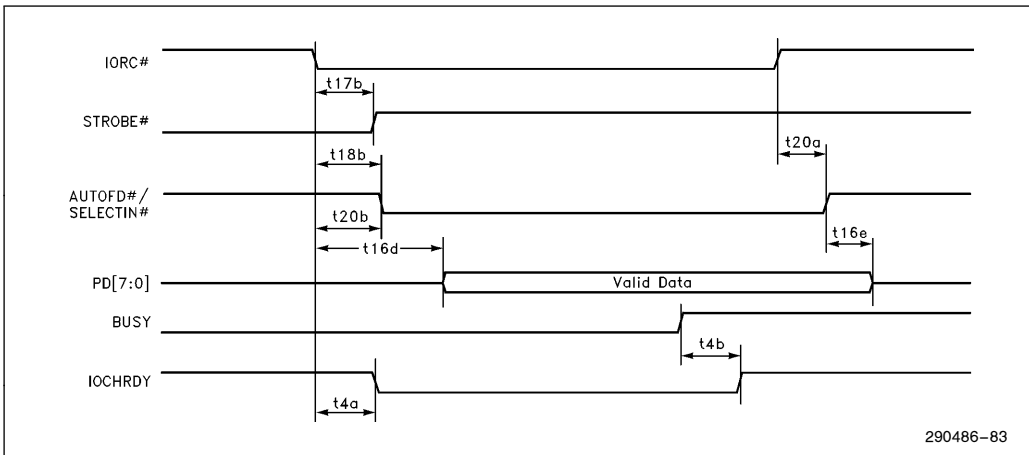 IORC#
t17b
STROBE#
t20a
t18b
AUTOFD#/
SELECTIN#
t20b
t16e
t16d
PD[7:0]
Valid Data
BUSY
t4b
IOCHRDY
t4a
290486–83